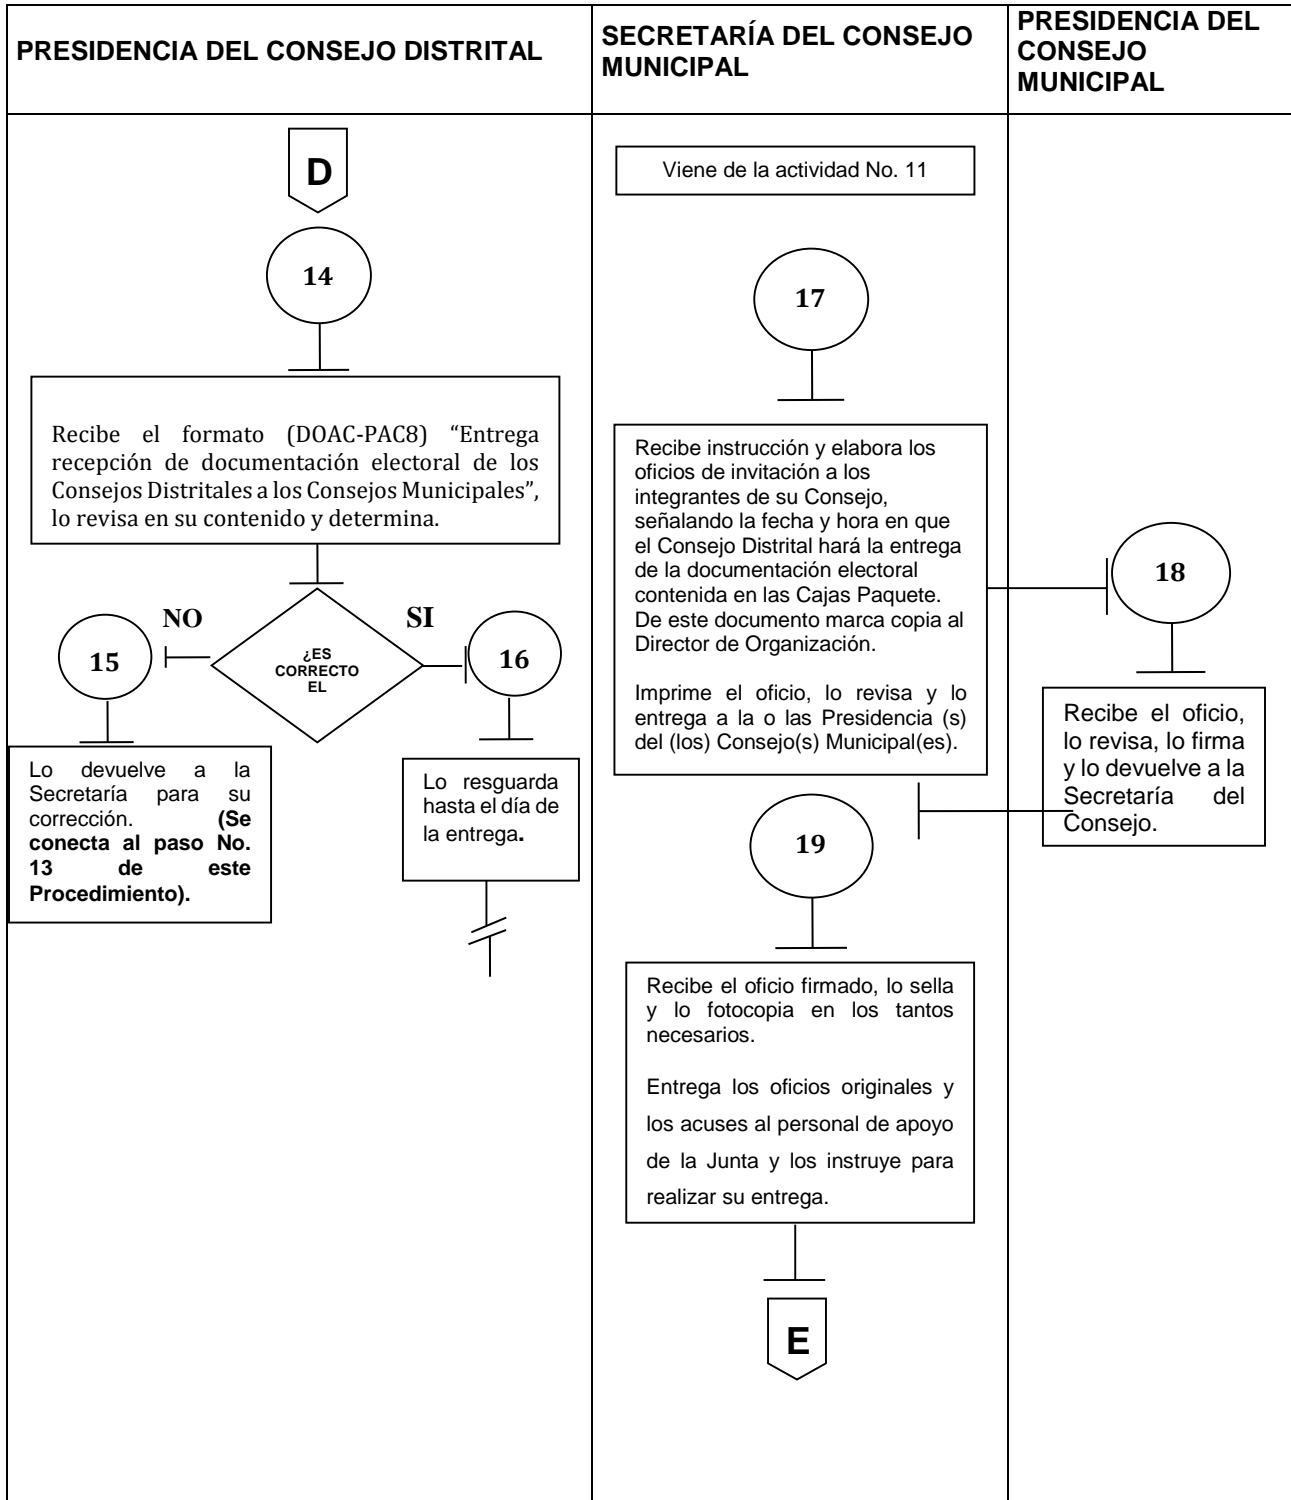 PRESIDENCIA DEL CONSEJO DISTRITAL
SECRETARÍA DEL CONSEJO
MUNICIPAL
PRESIDENCIA DEL
CONSEJO
MUNICIPAL
D
14
Recibe el formato (DOAC-PAC8) “Entrega
recepción de documentación electoral de los
Consejos Distritales a los Consejos Municipales”,
lo revisa en su contenido y determina.
NO
SI
15
¿ES
CORRECTO
EL
16
Lo devuelve a la
Secretaría para su
corrección. (Se
conecta al paso No.
13 de este
Procedimiento).
Lo resguarda
hasta el día de
la entrega.
Viene de la actividad No. 11
17
Recibe instrucción y elabora los
oficios de invitación a los
integrantes de su Consejo,
señalando la fecha y hora en que
el Consejo Distrital hará la entrega
de la documentación electoral
contenida en las Cajas Paquete.
De este documento marca copia al
Director de Organización.
Imprime el oficio, lo revisa y lo
entrega a la o las Presidencia (s)
del (los) Consejo(s) Municipal(es).
18
Recibe el oficio,
lo revisa, lo firma
y lo devuelve a la
Secretaría del
Consejo.
19
Recibe el oficio firmado, lo sella
y lo fotocopia en los tantos
necesarios.
Entrega los oficios originales y
los acuses al personal de apoyo
de la Junta y los instruye para
realizar su entrega.
E